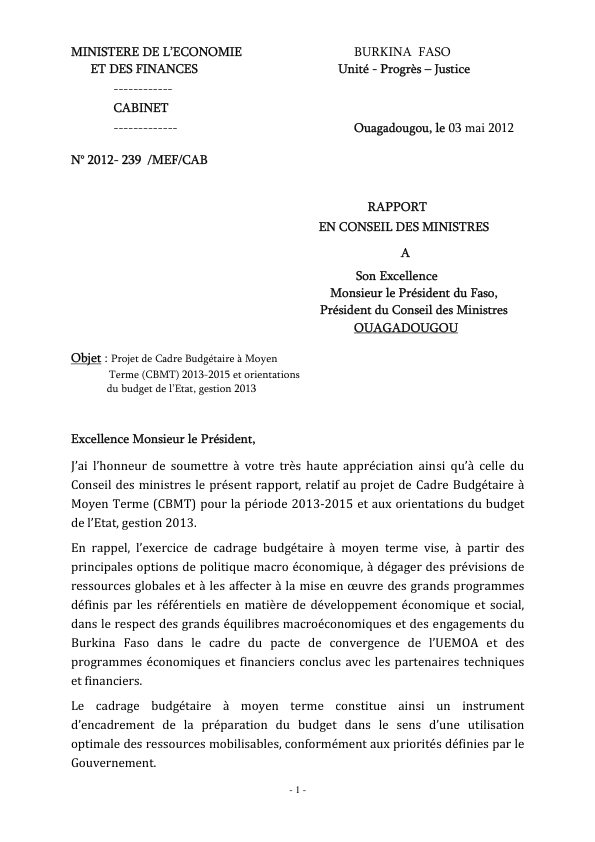 MINISTERE DE L'ECONOMIE
ET DES FINANCES
------------
CABINET
-------------
N° 2012- 239 /MEF/CAB
BURKINA FASO
Unité - Progrès – Justice
Ouagadougou, le 03 mai 2012
RAPPORT
EN CONSEIL DES MINISTRES
A
Son Excellence
Monsieur le Président du Faso,
Président du Conseil des Ministres
OUAGADOUGOU
Objet : Projet de Cadre Budgétaire à Moyen
Terme (CBMT) 2013-2015 et orientations
du budget de l'Etat, gestion 2013
Excellence Monsieur le Président,
J'ai l'honneur de soumettre à votre très haute appréciation ainsi qu'à celle du
Conseil des ministres le présent rapport, relatif au projet de Cadre Budgétaire à
Moyen Terme (CBMT) pour la période 2013-2015 et aux orientations du budget
de l'Etat, gestion 2013.
En rappel, l'exercice de cadrage budgétaire à moyen terme vise, à partir des
principales options de politique macro économique, à dégager des prévisions de
ressources globales et à les affecter à la mise en œuvre des grands programmes
définis par les référentiels en matière de développement économique et social,
dans le respect des grands équilibres macroéconomiques et des engagements du
Burkina Faso dans le cadre du pacte de convergence de l'UEMOA et des
programmes économiques et financiers conclus avec les partenaires techniques
et financiers.
Le cadrage budgétaire à moyen terme constitue ainsi un instrument
d'encadrement de la préparation du budget dans le sens d'une utilisation
optimale des ressources mobilisables, conformément aux priorités définies par le
Gouvernement.
- 1 -